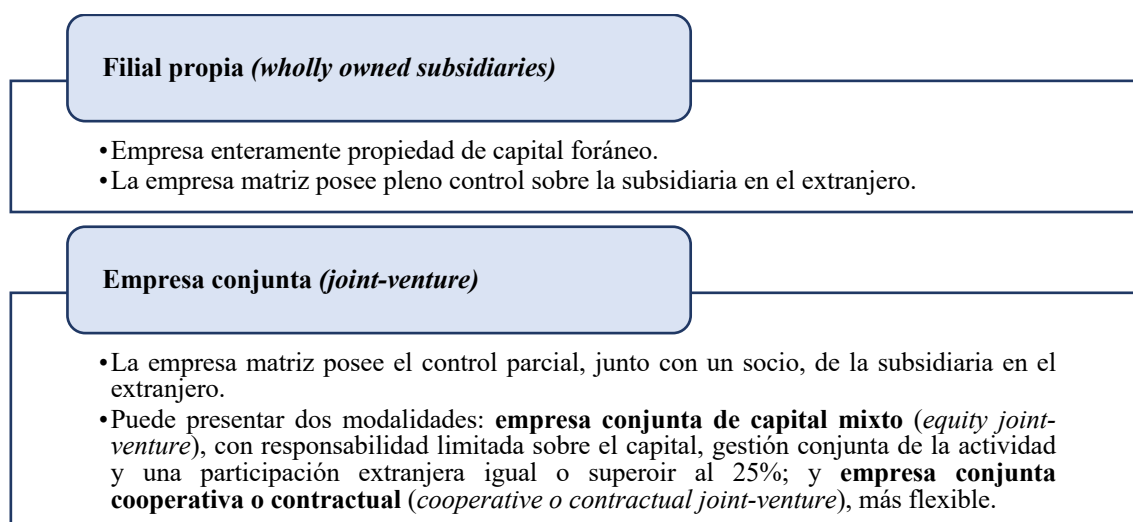 Filial propia (wholly owned subsidiaries)
•Empresa enteramente propiedad de capital foráneo.
•La empresa matriz posee pleno control sobre la subsidiaria en el extranjero.
Empresa conjunta (joint-venture)
•La empresa matriz posee el control parcial, junto con un socio, de la subsidiaria en el
extranjero.
•Puede presentar dos modalidades: empresa conjunta de capital mixto (equity joint-
venture), con responsabilidad limitada sobre el capital, gestión conjunta de la actividad
y una participación extranjera igual o superoir al 25%; y empresa conjunta
cooperativa o contractual (cooperative o contractual joint-venture), más flexible.